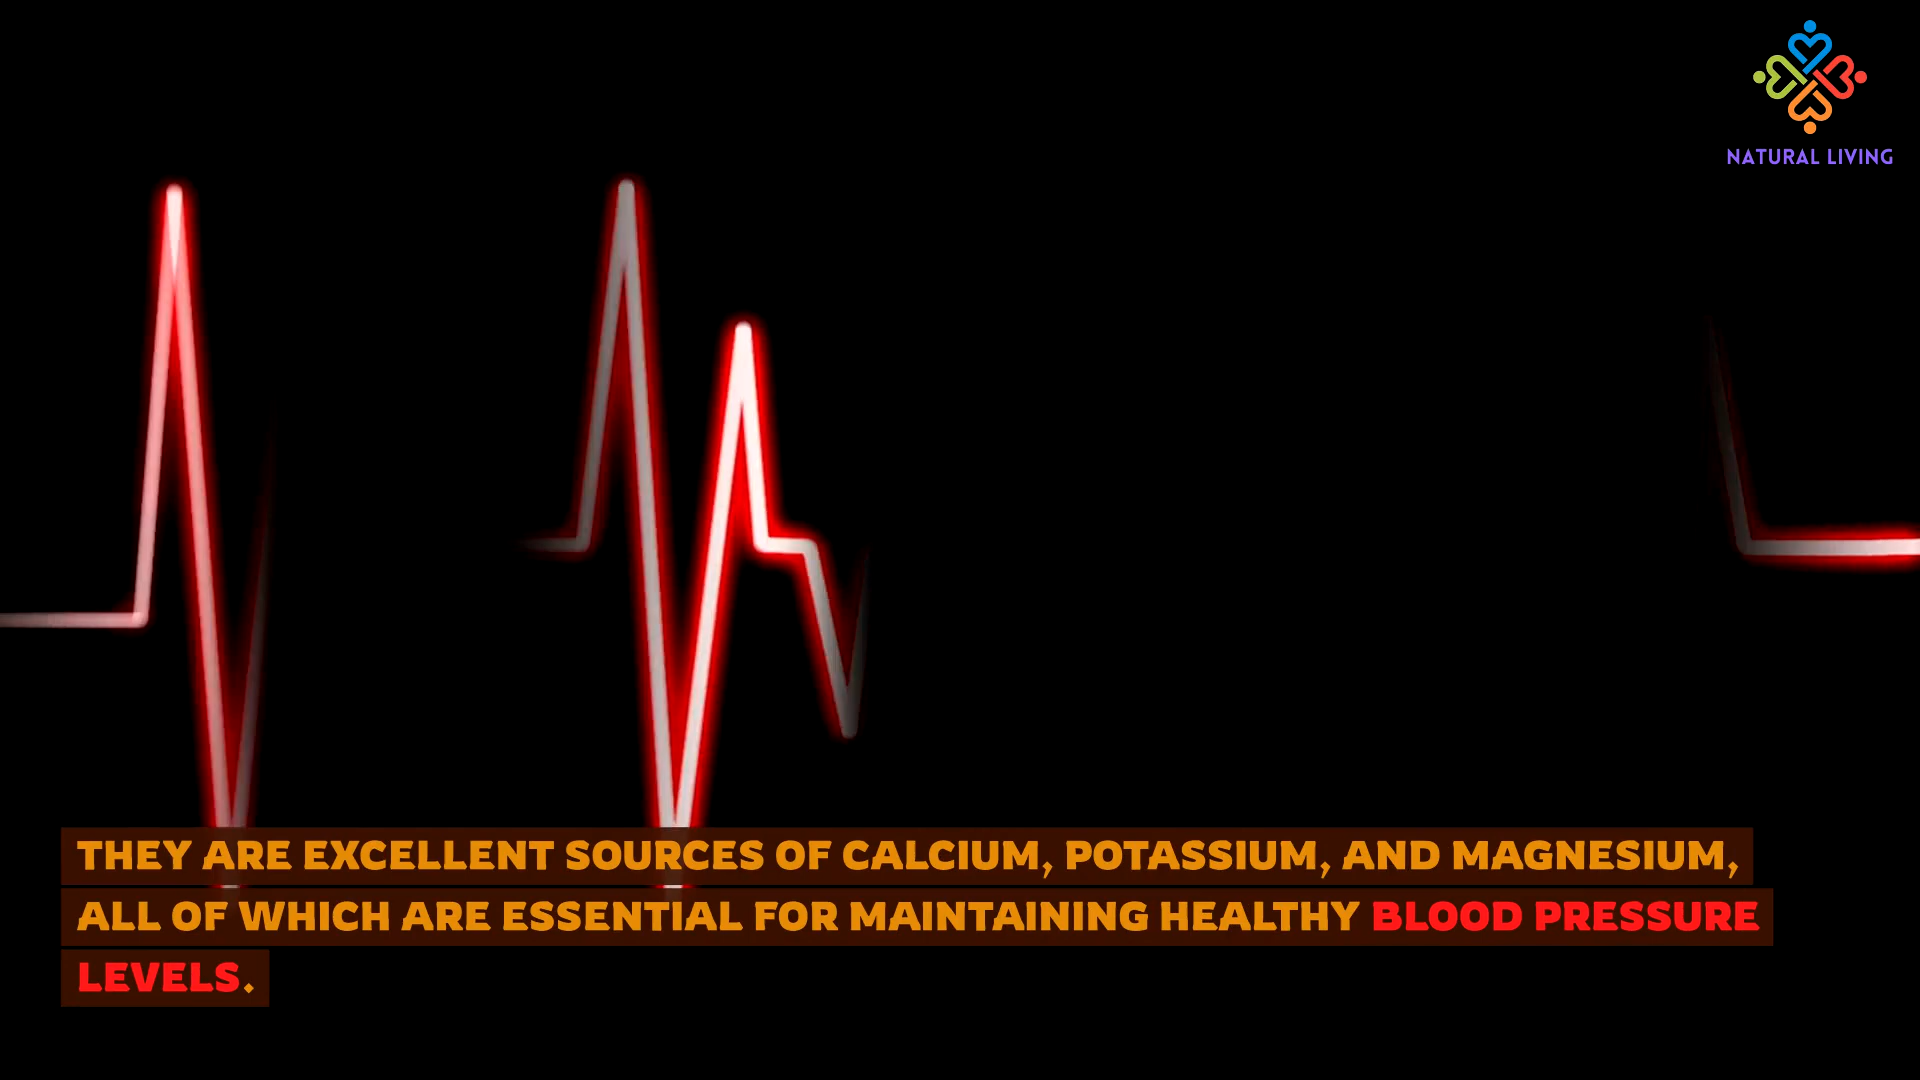 NATURAL LIVING
THEY ARE EXCELLENT SOURCES OF CALCIUM, POTASSIUM, AND MAGNESIUM,
ALL OF WHICH ARE ESSENTIAL FOR MAINTAINING HEALTHY BLOOD PRESSURE
LEVELS.